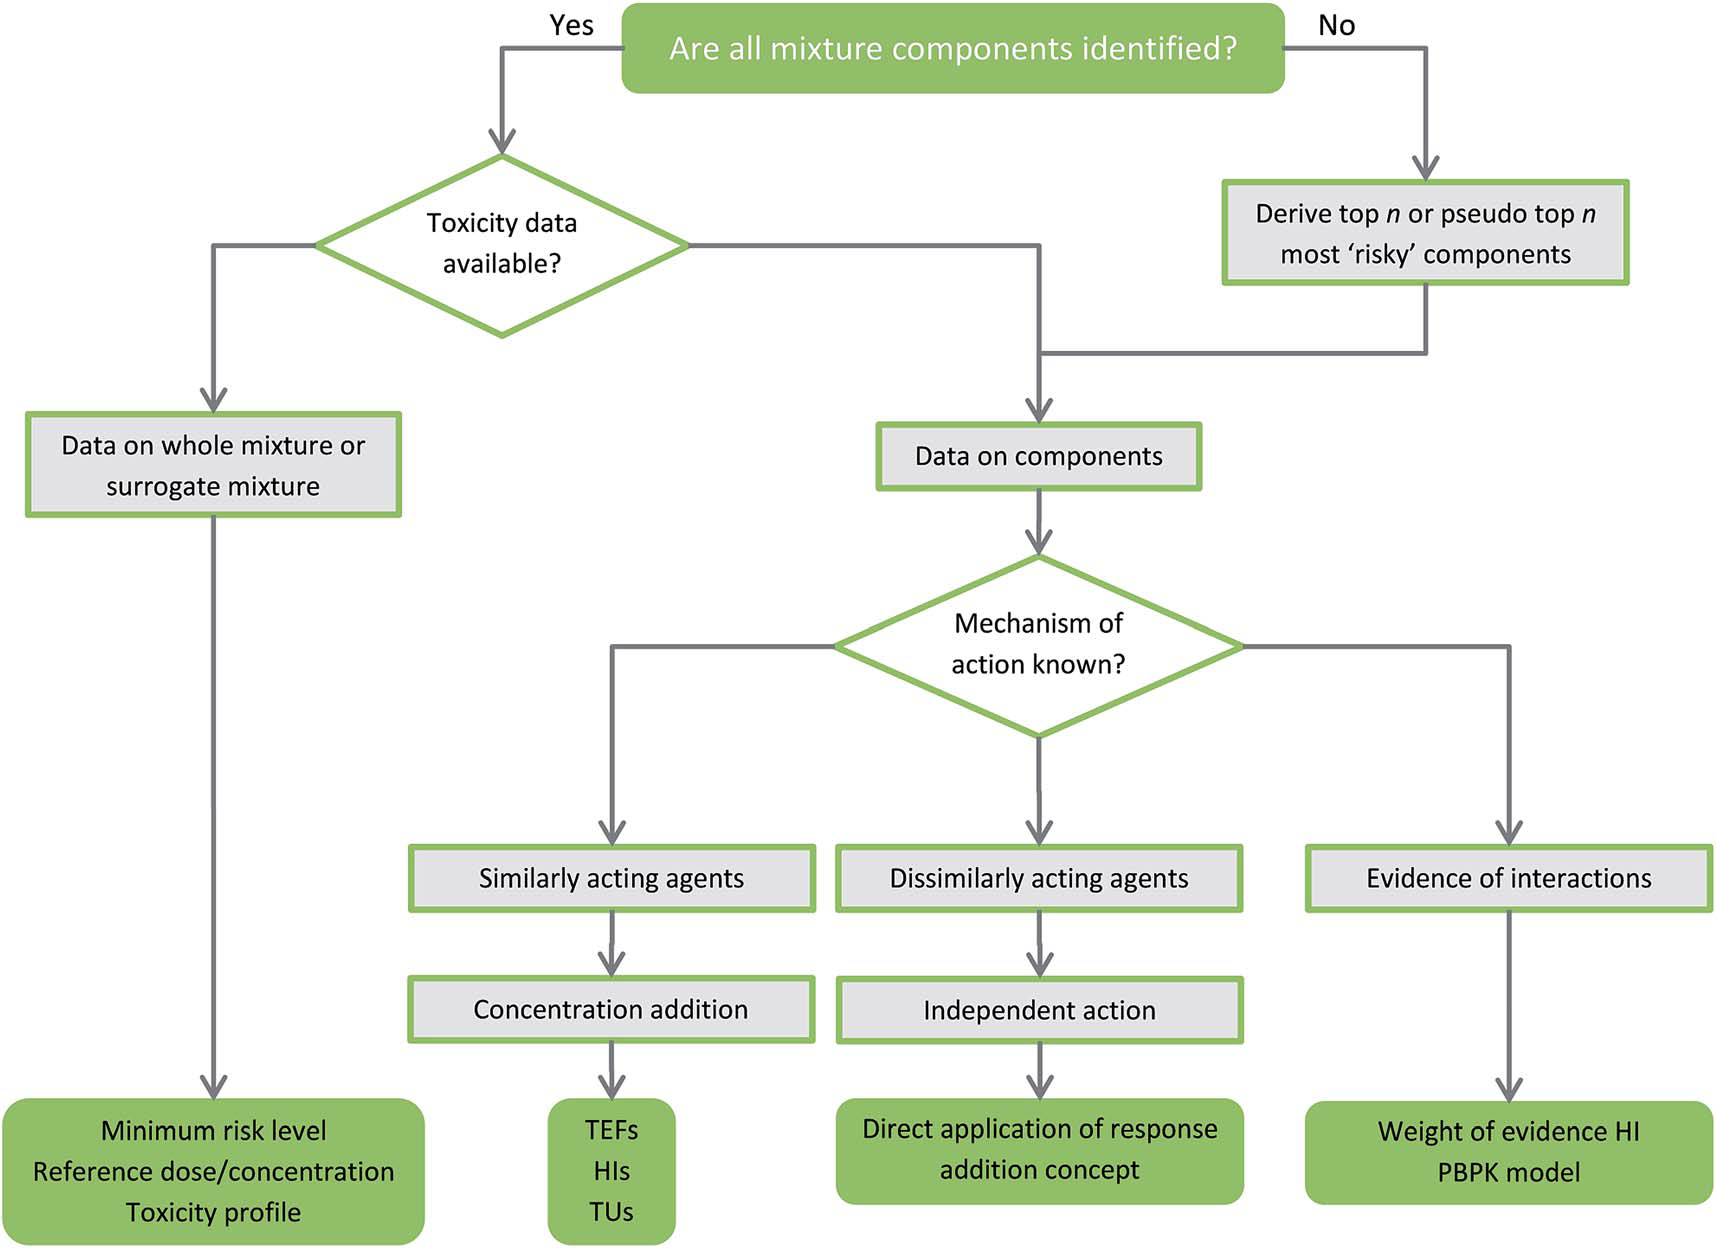 Yes
Are all mixture components identified?
No
Toxicity data
available?
Derive top n or pseudo top n
most ‘risky’ components
Data on whole mixture or
surrogate mixture
Data on components
Mechanism of
action known?
Similarly acting agents
Dissimilarly acting agents
Evidence of interactions
Concentration addition
Independent action
Minimum risk level
Reference dose/concentration
Toxicity profile
TEFs
HIs
TUs
Direct application of response
addition concept
Weight of evidence HI
PBPK model